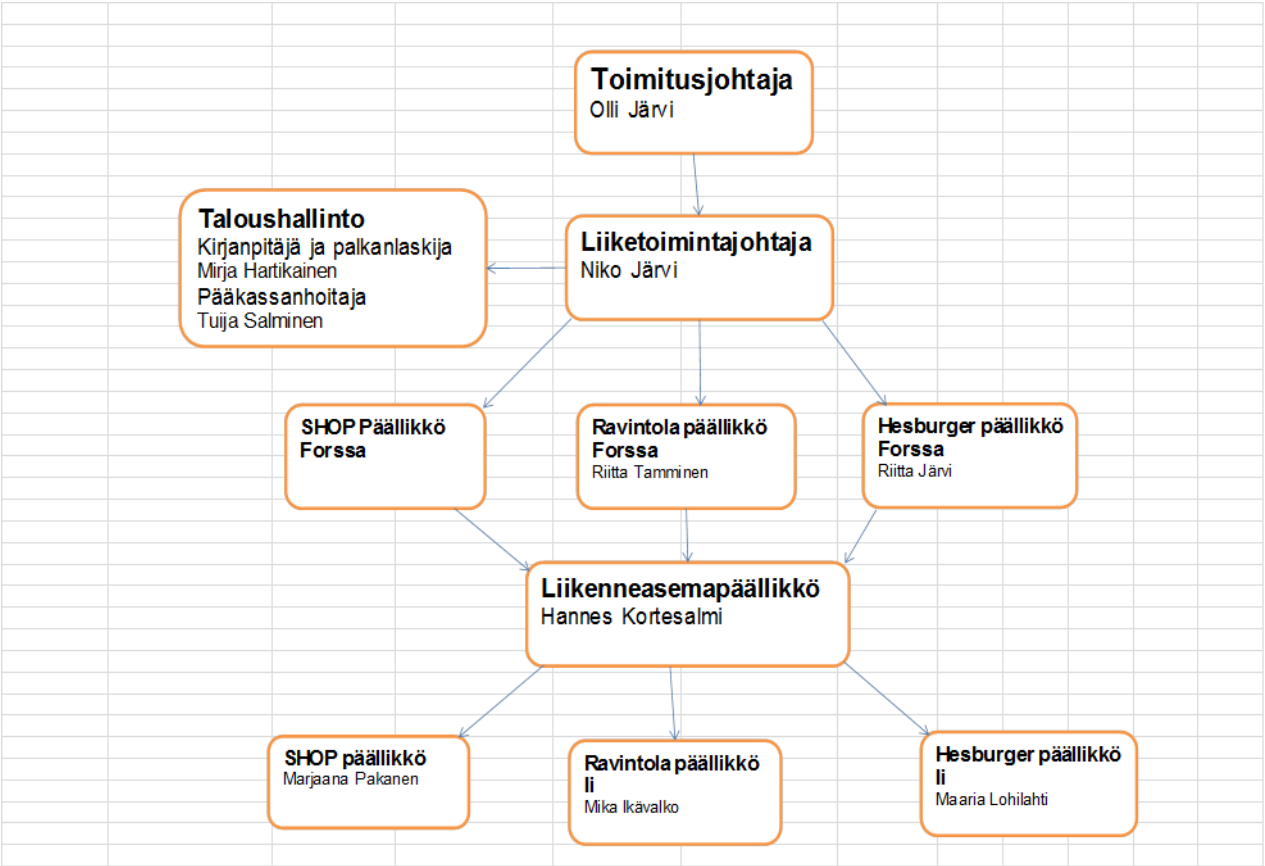 Toimitusjohtaja
Olli Järvi
Taloushallinto
Kirjanpitäjä ja palkanlaskija
Mirja Hartikainen
Pääkassanhoitaja
Tuija Salminen
Liiketoimintajohtaja
Niko Järvi
SHOP Päällikkö
Forssa
Ravintola päällikkö
Forssa
Riitta Tamminen
Hesburger päällikkö
Forssa
Riitta Järvi
Liikenneasemapäällikkö
Hannes Kortesalmi
SHOP päällikkö
Marjaana Pakanen
Ravintola päällikkö
Ii
Mika Ikävalko
Hesburger päällikkö
Ii
Maaria Lohilahti